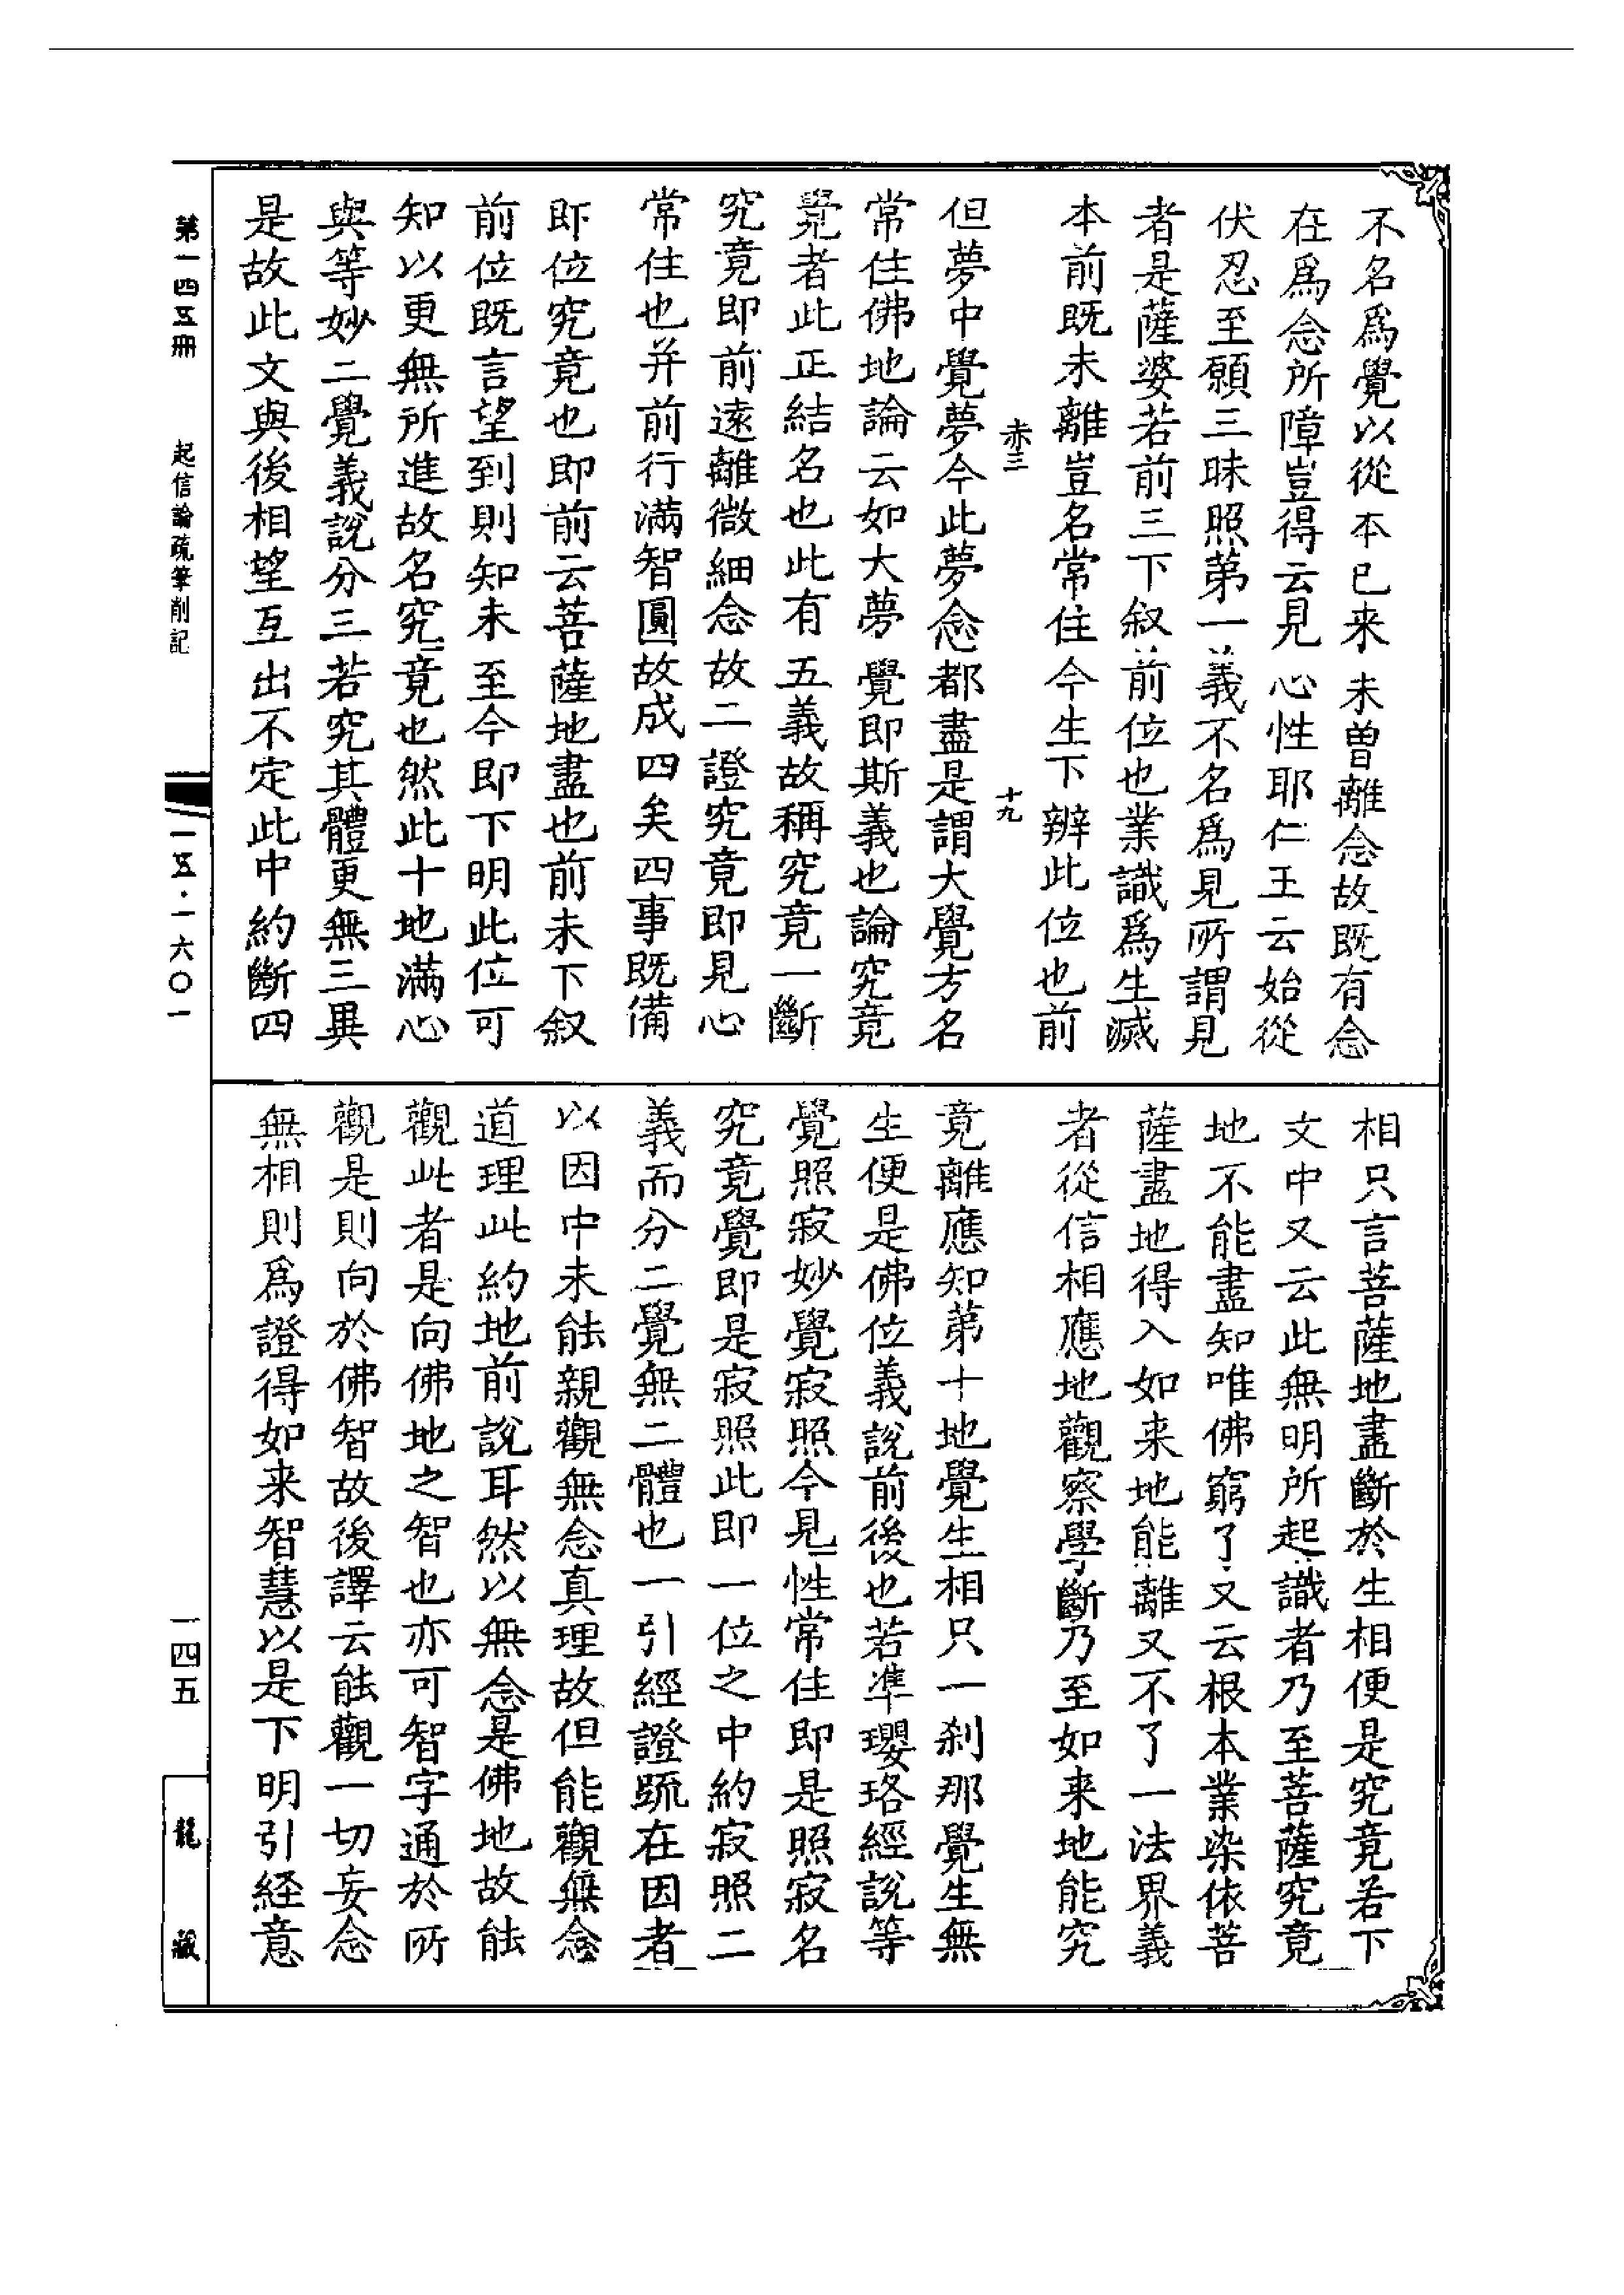 不名爲覺以從本已来未曽離念故既有念
在爲念所障豈得云見心性耶仁王云始從
伏忍至願三昧照第一義不名爲見所謂見
者是薩婆若前三下叙前位也業識爲生滅
本前既未離豈名常住今生下辨此位也前
赤三　十九
但夢中覺夢今此夢念都盡是謂大覺方名
常住佛地論云如大夢覺即斯義也論究竟
覺者此正結名也此有五義故稱究竟一斷
究竟即前遠離微細念故二證究竟即見心
常住也并前行滿智圓故成四矣四事既備
即位究竟也即前云菩薩地盡也前未下叙
前位既言望到則知未至今即下明此位可
知以更無所進故名究竟也然此十地滿心
與等妙二覺義說分三若究其體更無三異
是故此文與後相望互出不定此中約斷四
相只言菩薩地盡斷於生相便是究竟若下
文中又云此無明所起識者乃至菩薩究竟
地不能盡知唯佛窮了又云根本業染依菩
薩盡地得入如来地能離又不了一法界義
者從信相應地觀察學斷乃至如来地能究
竟離應知第十地覺生相只一刹那覺生無
生便是佛位義說前後也若準瓔珞經說等
覺照寂妙覺寂照今見性常住即是照寂名
究竟覺即是寂照此即一位之中約寂照二
義而分二覺無二體也一引經證䟽在因者
以因中未能親觀無念真理故但能觀無念
道理此約地前說耳然以無念是佛地故能
觀此者是向佛地之智也亦可智字通於所
觀是則向於佛智故後譯云能觀一切妄念
無相則爲證得如来智慧以是下明引経意
第一四五冊　起信論疏筆削記　一五·一六〇一　一四五　龍藏